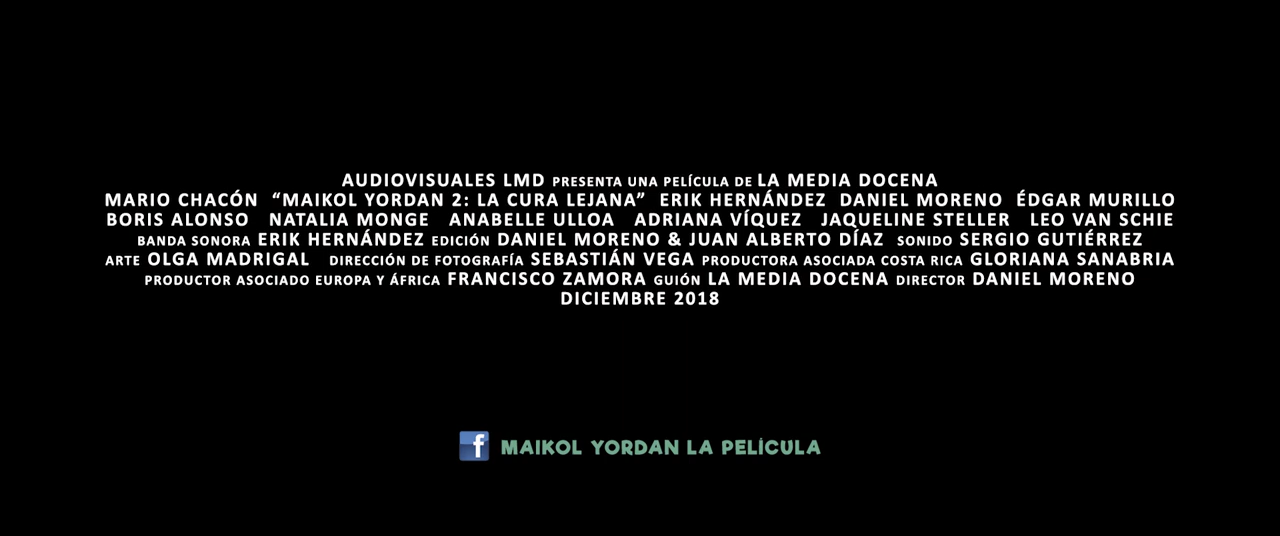 AUDIOVISUALES LMD PRESENTA UNA PELÍCULA DE LA MEDIA DOCENA
MARIO CHACÓN “MAIKOL YORDAN 2: LA CURA LEJANA” ERIK HERNÁNDEZ DANIEL MORENO ÉDGAR MURILLO
BORIS ALONSO NATALIA MONGE ANABELLE ULLOA ADRIANA VÍQUEZ JAQUELINE STELLER LEO VAN SCHIE
BANDA SONORA ERIK HERNÁNDEZ EDICIÓN DANIEL MORENO & JUAN ALBERTO DÍAZ SONIDO SERGIO GUTIÉRREZ
ARTE OLGA MADRIGAL DIRECCIÓN DE FOTOGRAFÍA SEBASTIÁN VEGA PRODUCTORA ASOCIADA COSTA RICA GLORIANA SANABRIA
PRODUCTOR ASOCIADO EUROPA Y ÁFRICA FRANCISCO ZAMORA GUIÓN LA MEDIA DOCENA DIRECTOR DANIEL MORENO
DICIEMBRE 2018
f MAIKOL YORDAN LA PELÍCULA